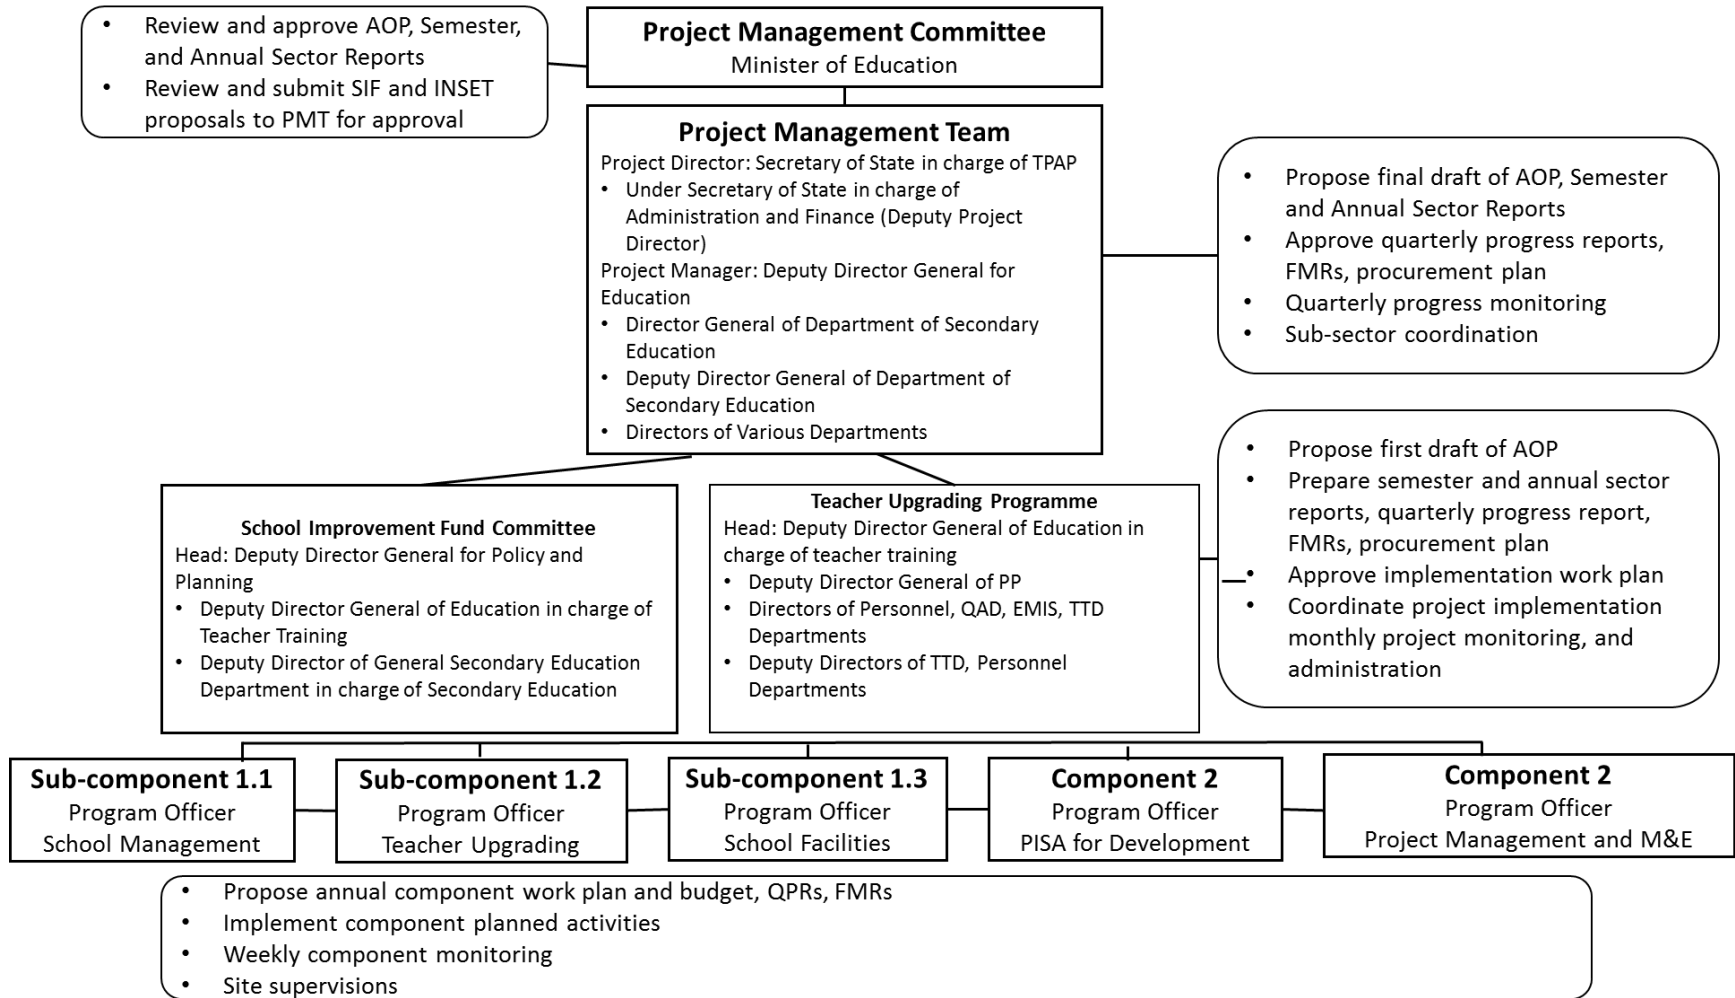 • Review and approve AOP, Semester,
and Annual Sector Reports
• Review and submit SIF and INSET
proposals to PMT for approval
Project Management Committee
Minister of Education
Project Management Team
Project Director: Secretary of State in charge of TPAP
• Under Secretary of State in charge of
Administration and Finance (Deputy Project
Director)
Project Manager: Deputy Director General for
Education
• Director General of Department of Secondary
Education
• Deputy Director General of Department of
Secondary Education
• Directors of Various Departments
• Propose final draft of AOP, Semester
and Annual Sector Reports
• Approve quarterly progress reports,
FMRs, procurement plan
• Quarterly progress monitoring
• Sub-sector coordination
School Improvement Fund Committee
Head: Deputy Director General for Policy and
Planning
• Deputy Director General of Education in charge of
Teacher Training
• Deputy Director of General Secondary Education
Department in charge of Secondary Education
Teacher Upgrading Programme
Head: Deputy Director General of Education in
charge of teacher training
• Deputy Director General of PP
• Directors of Personnel, QAD, EMIS, TTD
Departments
• Deputy Directors of TTD, Personnel
Departments
• Propose first draft of AOP
• Prepare semester and annual sector
reports, quarterly progress report,
FMRs, procurement plan
• Approve implementation work plan
• Coordinate project implementation
monthly project monitoring, and
administration
Sub-component 1.1
Program Officer
School Management
Sub-component 1.2
Program Officer
Teacher Upgrading
Sub-component 1.3
Program Officer
School Facilities
Component 2
Program Officer
PISA for Development
Component 2
Program Officer
Project Management and M&E
• Propose annual component work plan and budget, QPRs, FMRs
• Implement component planned activities
• Weekly component monitoring
• Site supervisions